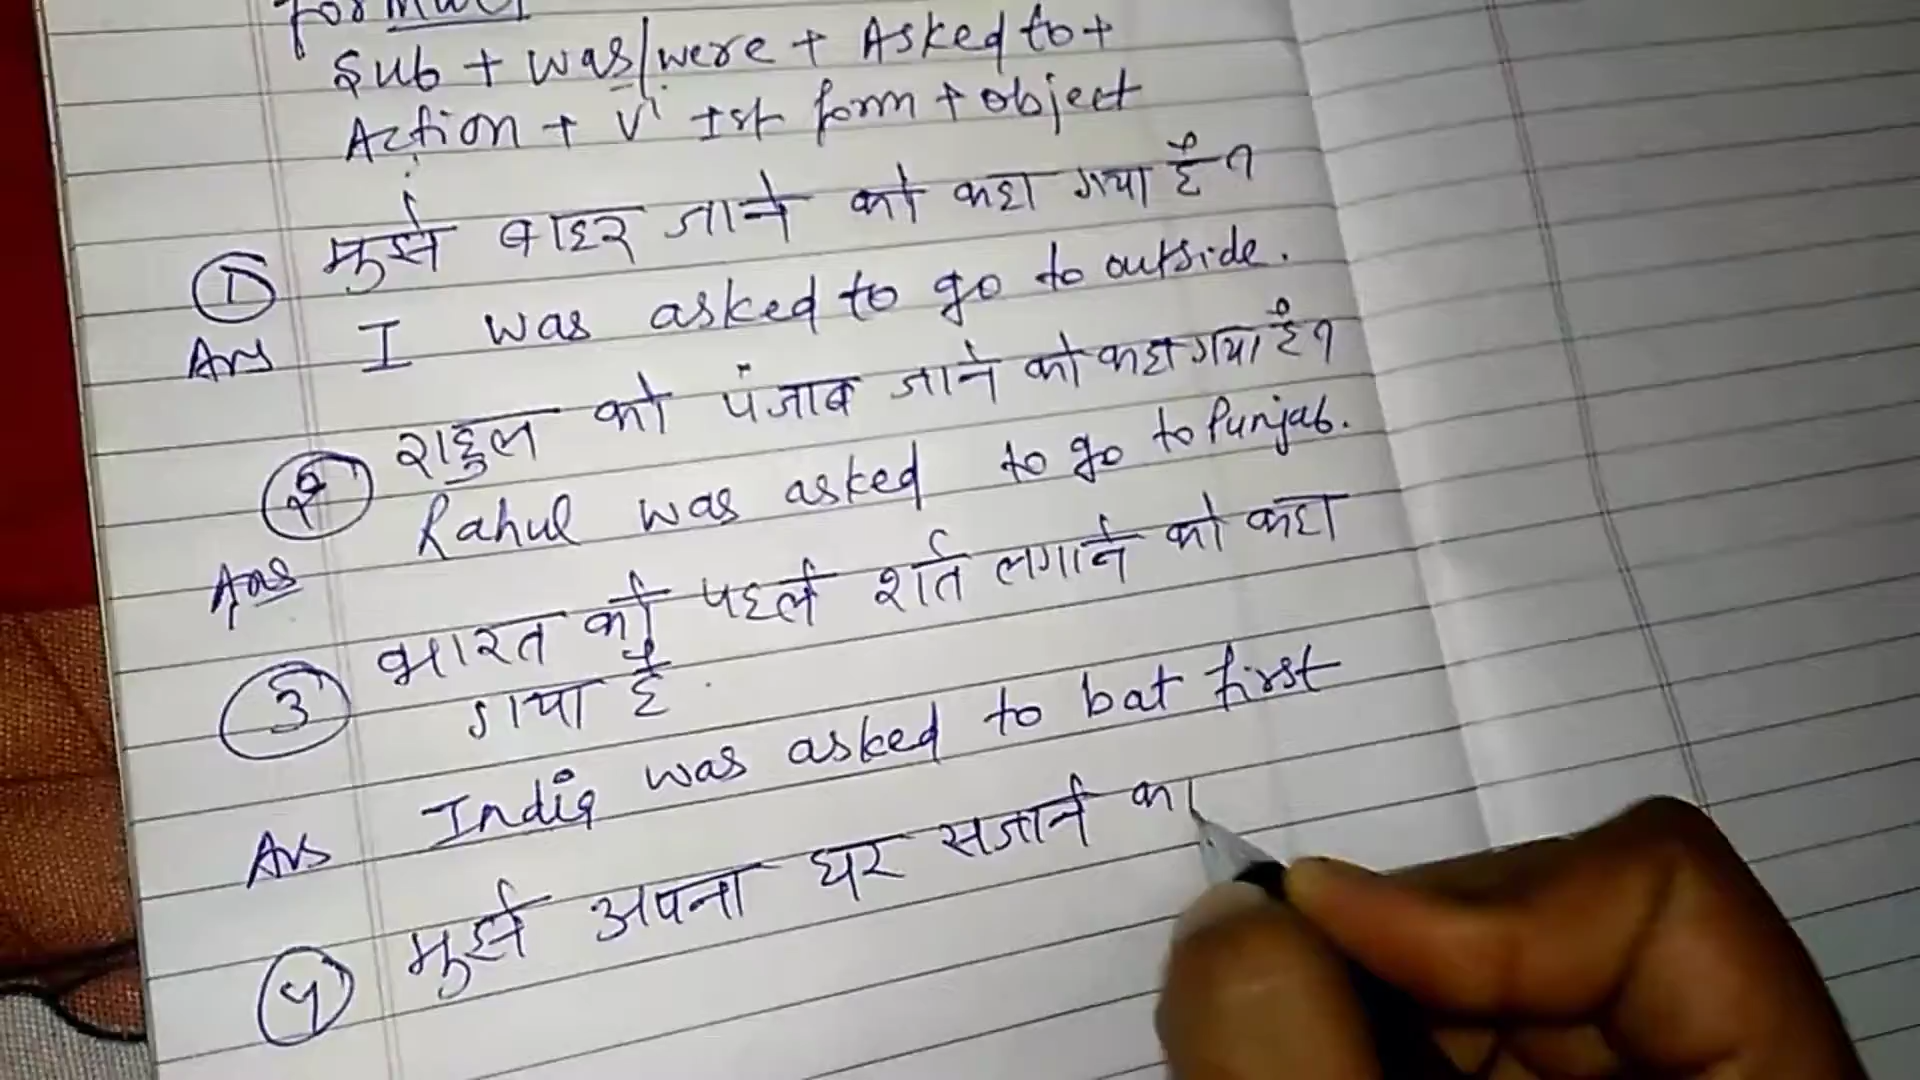 Formula
Sub + was/were + Asked to +
Action + V¹ Ist form + object
① मुझे बाहर जाने को कहा गया है।
Ans I was asked to go to outside.
② राहुल को पंजाब जाने को कहा गया है।
Ans Rahul was asked to go to Punjab.
③ भारत को पहले शर्त लगाने को कहा
गया है
Ans India was asked to bat first
④ मुझे अपना घर सजाने का